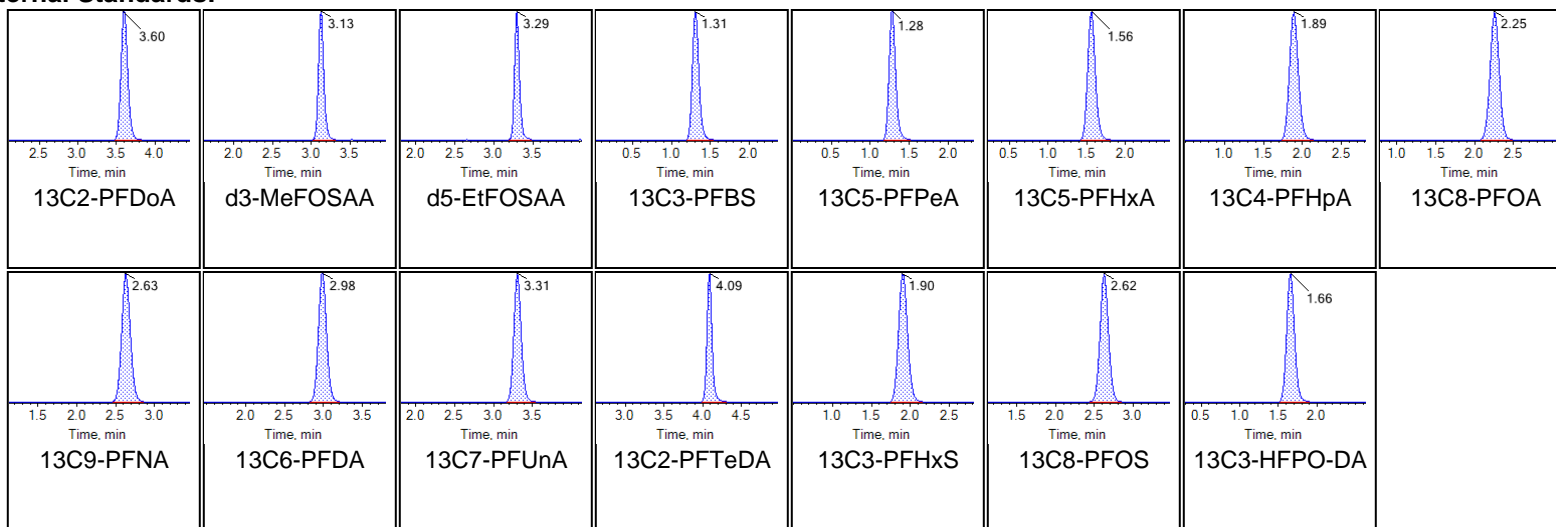 ternal Standards:
3.60
2.5 3.0 3.5 4.0
Time, min
13C2-PFDoA
3.13
2.0 2.5 3.0 3.5
Time, min
d3-MeFOSAA
3.29
2.0 2.5 3.0 3.5
Time, min
d5-EtFOSAA
1.31
0.5 1.0 1.5 2.0
Time, min
13C3-PFBS
1.28
0.5 1.0 1.5 2.0
Time, min
13C5-PFPeA
1.56
0.5 1.0 1.5 2.0
Time, min
13C5-PFHxA
1.89
1.0 1.5 2.0 2.5
Time, min
13C4-PFHpA
2.25
1.0 1.5 2.0 2.5
Time, min
13C8-PFOA
2.63
1.5 2.0 2.5 3.0
Time, min
13C9-PFNA
2.98
2.0 2.5 3.0 3.5
Time, min
13C6-PFDA
3.31
2.0 2.5 3.0 3.5
Time, min
13C7-PFUnA
4.09
3.0 3.5 4.0 4.5
Time, min
13C2-PFTeDA
1.90
1.0 1.5 2.0 2.5
Time, min
13C3-PFHxS
2.62
1.5 2.0 2.5 3.0
Time, min
13C8-PFOS
1.66
0.5 1.0 1.5 2.0
Time, min
13C3-HFPO-DA